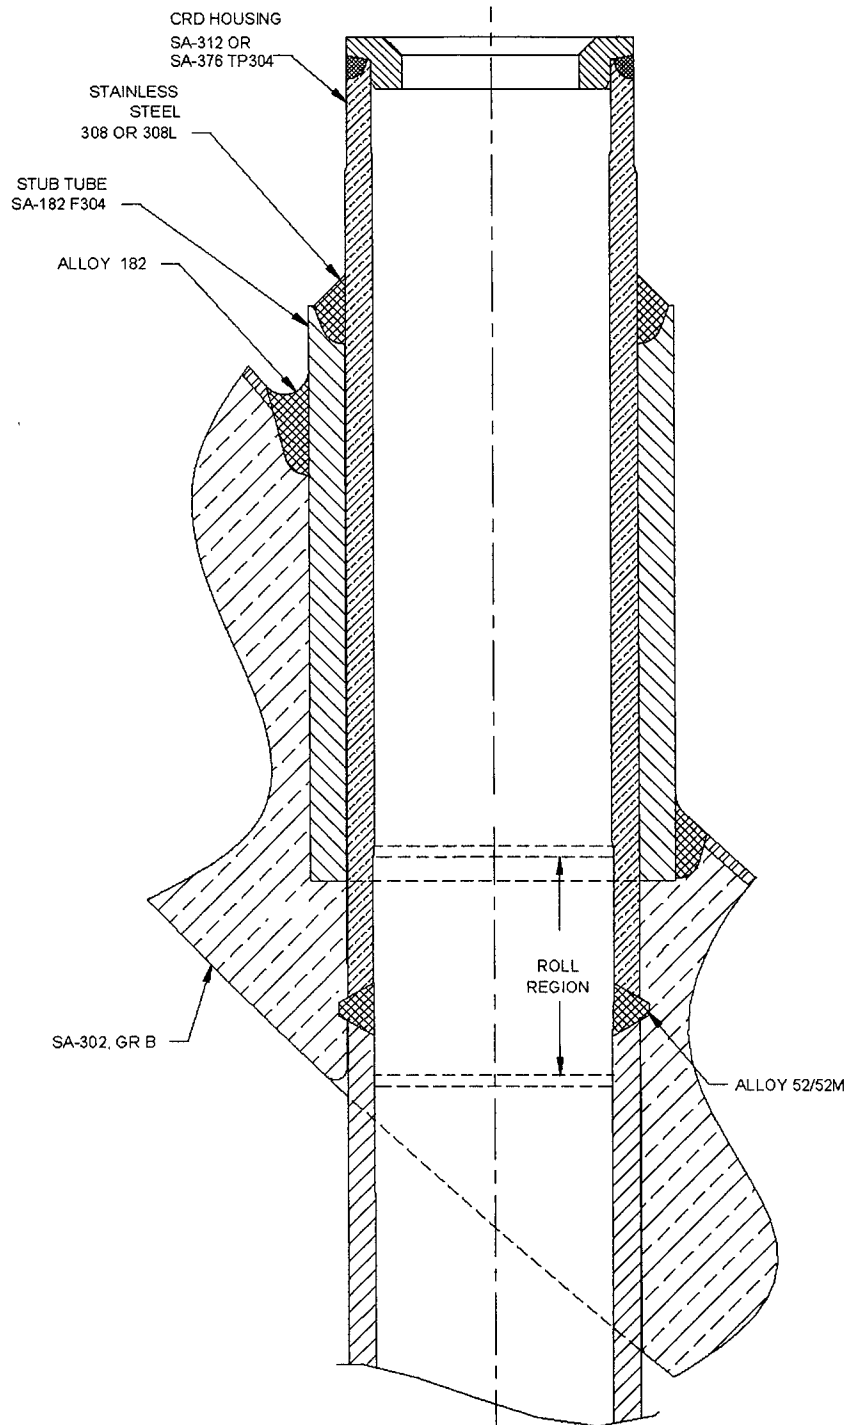 CRD HOUSING
SA-312 OR
SA-376 TP304
STAINLESS
STEEL
308 OR 308L
STUB TUBE
SA-182 F304
ALLOY 182
ROLL
REGION
SA-302, GR B
ALLOY 52/52M